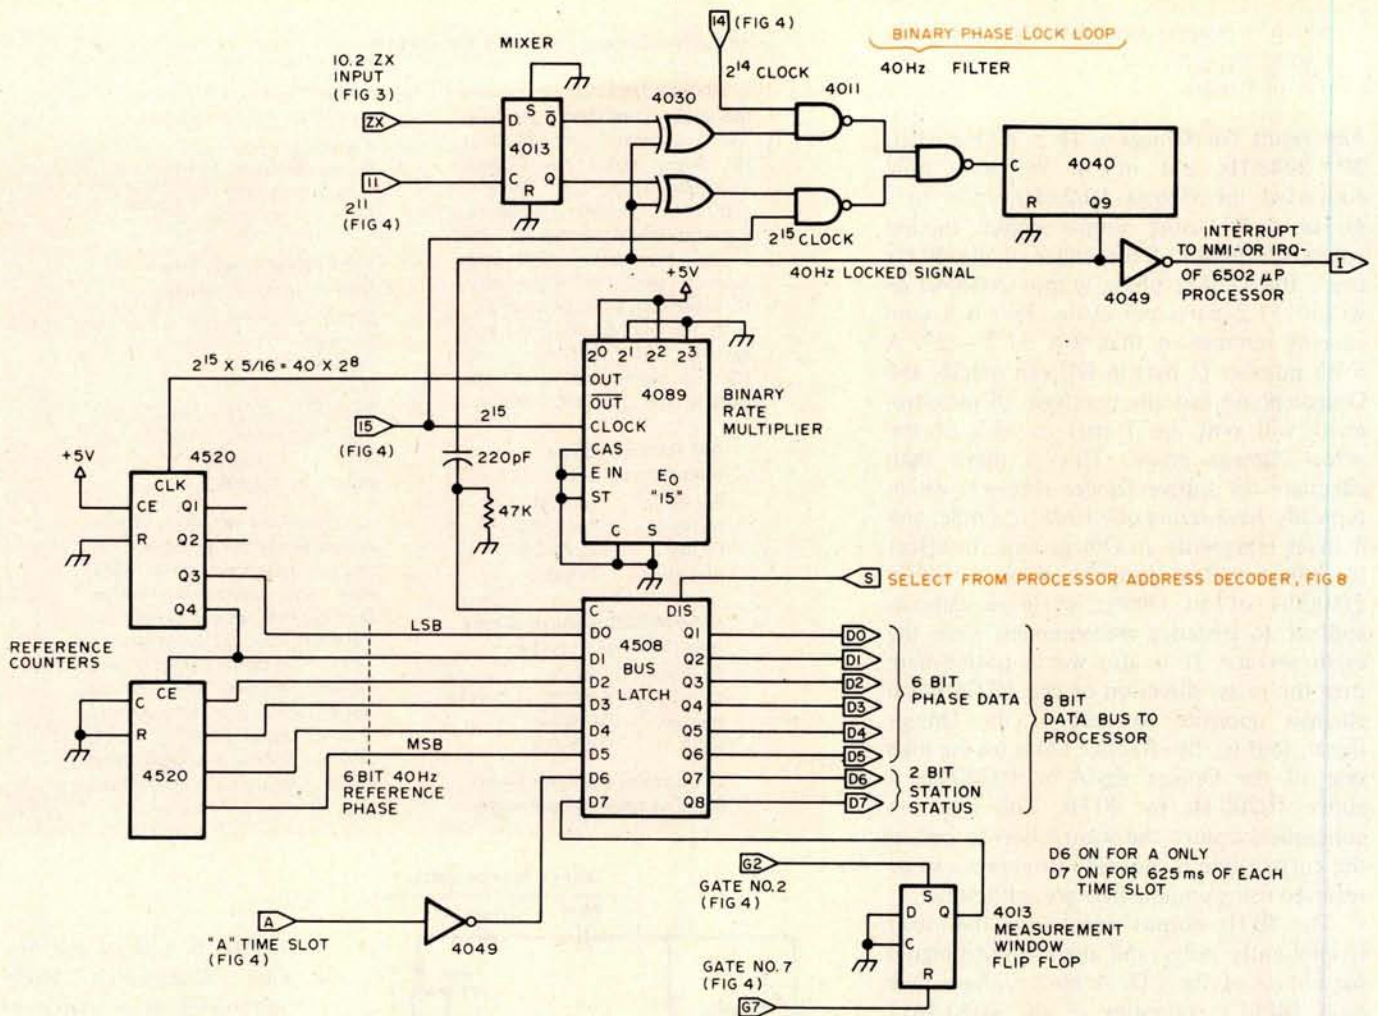 14 (FIG 4)
BINARY PHASE LOCK LOOP
40Hz FILTER
MIXER
10.2 ZX
INPUT
(FIG 3)
2¹⁴ CLOCK
4011
4030
ZX
D S Q̅
4013
C R Q
11
2¹¹
(FIG 4)
C 4040
R Q9
2¹⁵ CLOCK
INTERRUPT
TO NMI-OR IRQ-
OF 6502 µP
PROCESSOR
I
40Hz LOCKED SIGNAL
4049
+5V
2¹⁵ X 5/16 = 40 X 2⁸
2⁰ 2¹ 2² 2³
OUT 4089
O̅U̅T̅
CLOCK
CAS
E IN E₀
ST "15"
C S
BINARY
RATE
MULTIPLIER
15
(FIG 4)
2¹⁵
220pF
47K
+5V
4520
CLK
CE Q1
R Q2
Q3
Q4
REFERENCE
COUNTERS
CE
C
R
4520
LSB
MSB
6 BIT 40Hz
REFERENCE
PHASE
S SELECT FROM PROCESSOR ADDRESS DECODER, FIG 8
C DIS
D0 4508 Q1
D1 BUS Q2
D2 LATCH Q3
D3 Q4
D4 Q5
D5 Q6
D6 Q7
D7 Q8
D0
D1
D2
D3
D4
D5
D6
D7
6 BIT
PHASE DATA
2 BIT
STATION
STATUS
8 BIT
DATA BUS TO
PROCESSOR
D6 ON FOR A ONLY
D7 ON FOR 625 ms OF EACH
TIME SLOT
G2
GATE NO.2
(FIG 4)
S
D Q
C
R
4013
MEASUREMENT
WINDOW
FLIP FLOP
A
"A" TIME SLOT
(FIG 4)
4049
GATE NO.7
(FIG 4)
G7